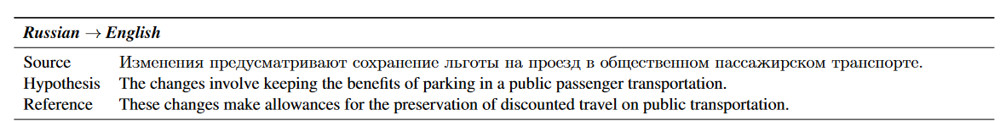 Russian → English
Source Изменения предусматривают сохранение льготы на проезд в общественном пассажирском транспорте.
Hypothesis The changes involve keeping the benefits of parking in a public passenger transportation.
Reference These changes make allowances for the preservation of discounted travel on public transportation.